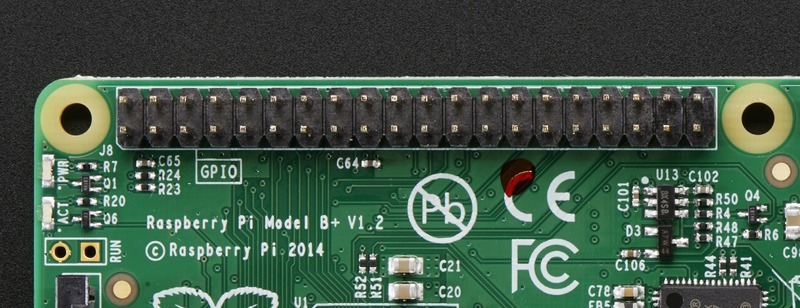 J8
PWR
R7
Q1
R20
ACT
Q6
RUN
C65
R24
R23
GPIO
C64
Raspberry Pi Model B+ V1.2
© Raspberry Pi 2014
Pb
CE
FC
U13
C102
C101
R50
R4
R48
R47
Q4
R6
D3
C106
R44
R41
C78
R52
W51
C21
C20
U1